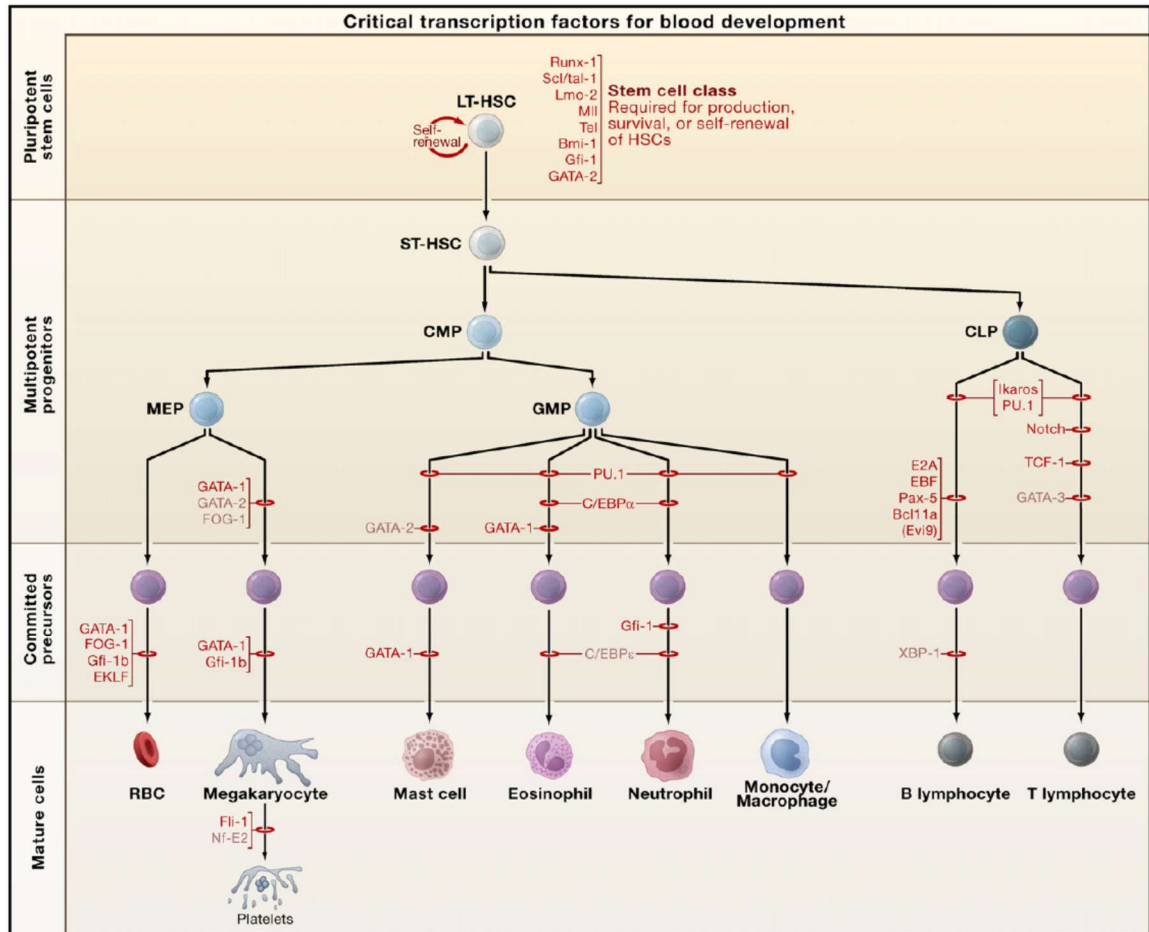 Critical transcription factors for blood development
Pluripotent
stem cells
LT-HSC
Self-
renewal
Runx-1
Scl/tal-1
Lmo-2
Mll
Tel
Bmi-1
Gfi-1
GATA-2
Stem cell class
Required for production,
survival, or self-renewal
of HSCs
Multipotent
progenitors
ST-HSC
CMP
CLP
MEP
GMP
Ikaros
PU.1
Notch
TCF-1
GATA-3
E2A
EBF
Pax-5
Bcl11a
(Evi9)
GATA-1
GATA-2
FOG-1
PU.1
C/EBPα
GATA-2
GATA-1
Committed
precursors
GATA-1
FOG-1
Gfi-1b
EKLF
GATA-1
Gfi-1b
GATA-1
Gfi-1
C/EBPε
XBP-1
Mature cells
RBC
Megakaryocyte
Mast cell
Eosinophil
Neutrophil
Monocyte/
Macrophage
B lymphocyte
T lymphocyte
Fli-1
Nf-E2
Platelets